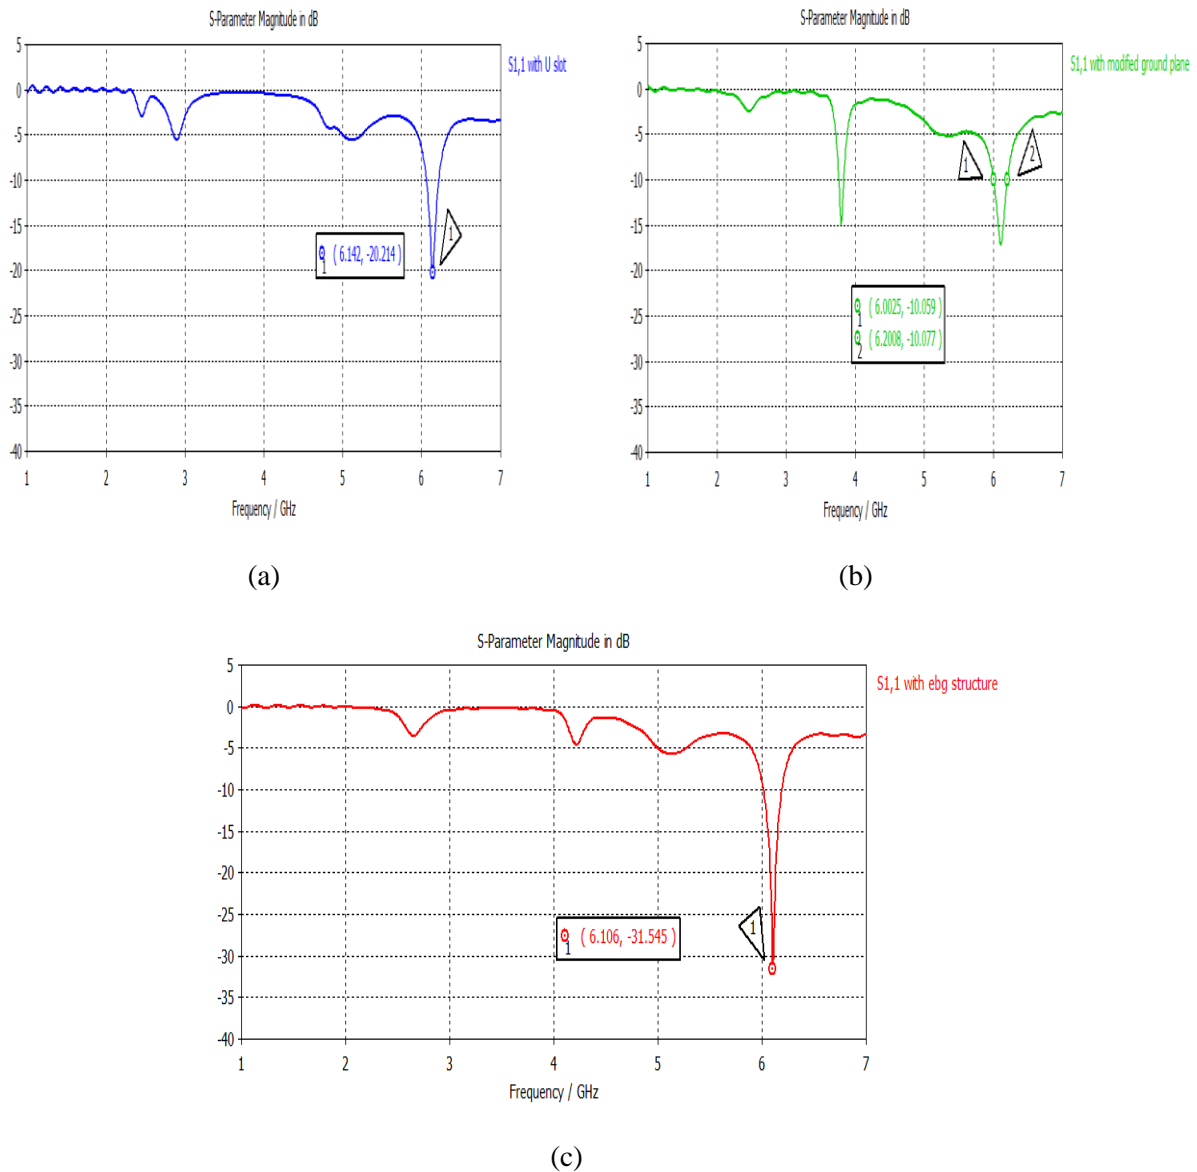 S-Parameter Magnitude in dB
S1,1 with U slot
5
0
-5
-10
-15
-20
-25
-30
-35
-40
1
( 6.142, -20.214 )
1
1 2 3 4 5 6 7
Frequency / GHz
(a)
S-Parameter Magnitude in dB
S1,1 with modified ground plane
5
0
-5
-10
-15
-20
-25
-30
-35
-40
1
2
( 6.0025, -10.059 )
1
( 6.2008, -10.077 )
2
1 2 3 4 5 6 7
Frequency / GHz
(b)
S-Parameter Magnitude in dB
S1,1 with ebg structure
5
0
-5
-10
-15
-20
-25
-30
-35
-40
1
( 6.106, -31.545 )
1
1 2 3 4 5 6 7
Frequency / GHz
(c)